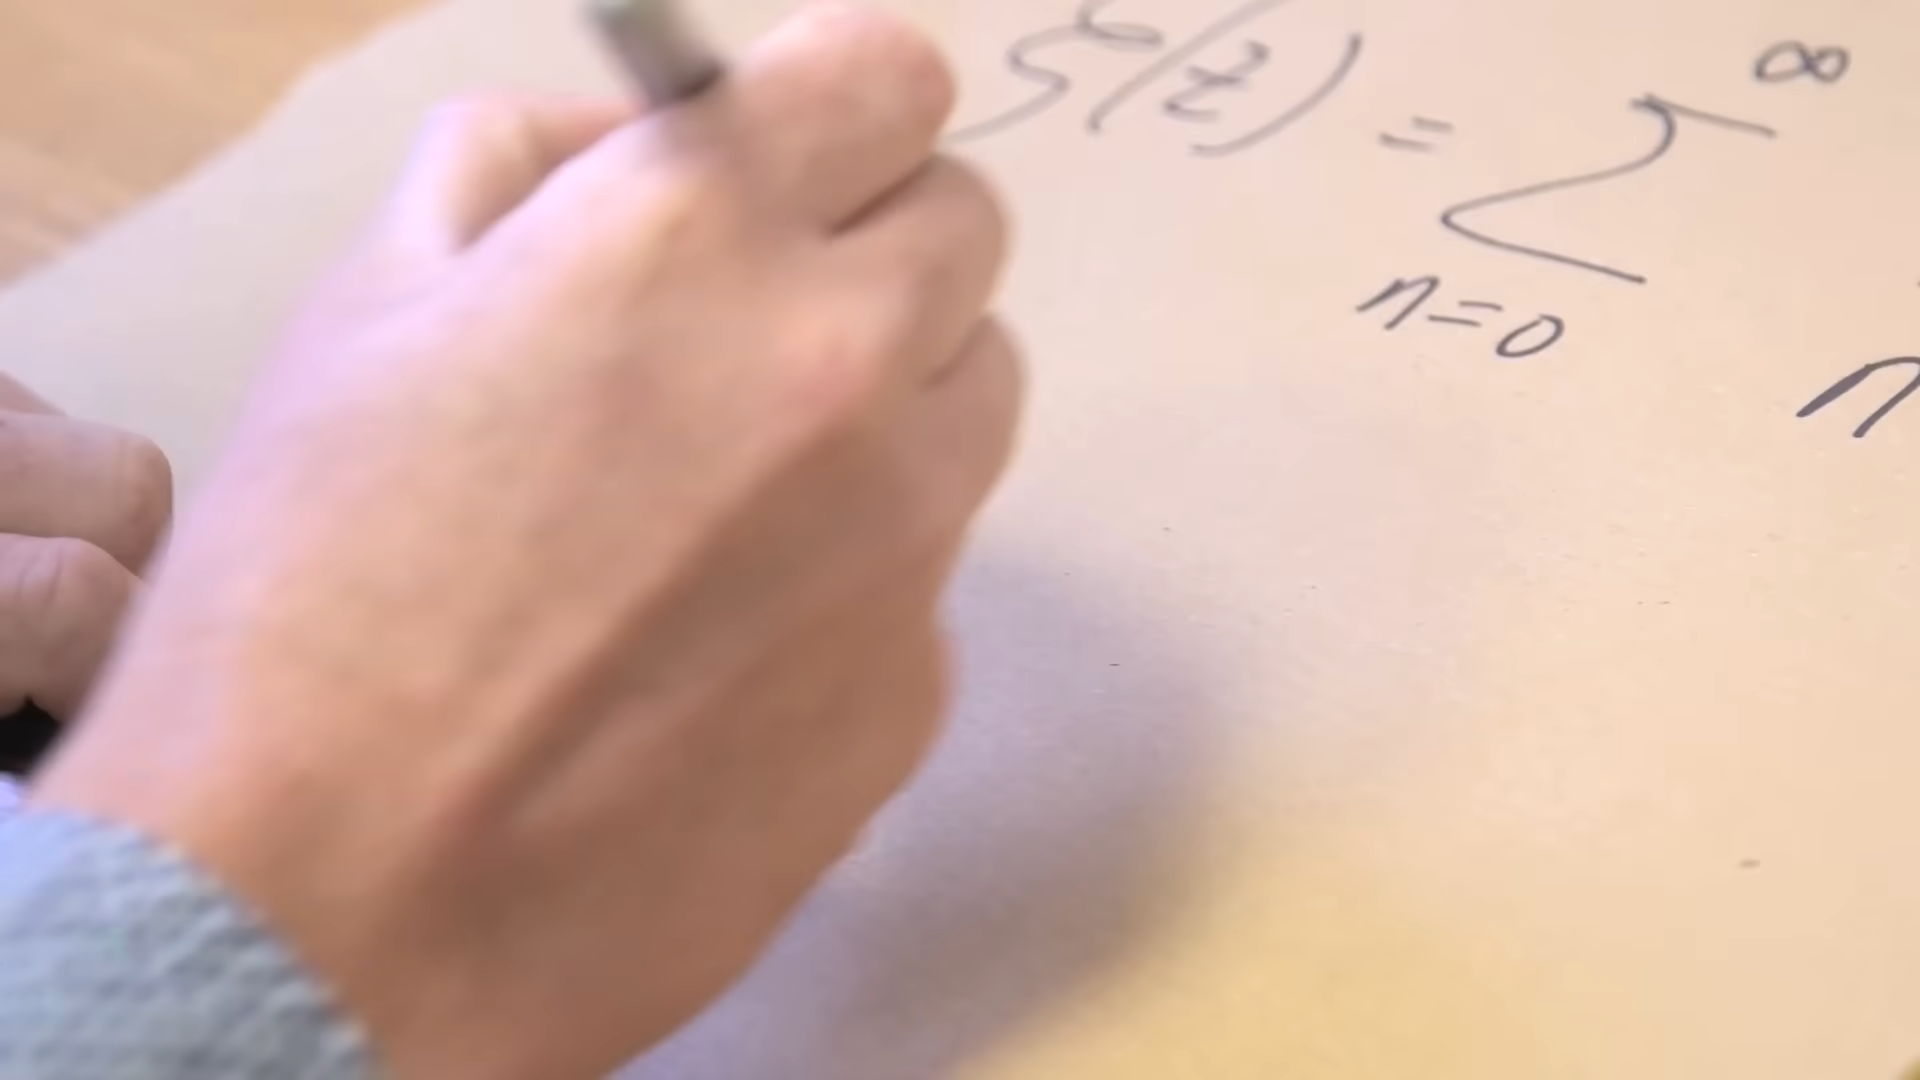 ζ(z) = ∑
∞
n=0
n